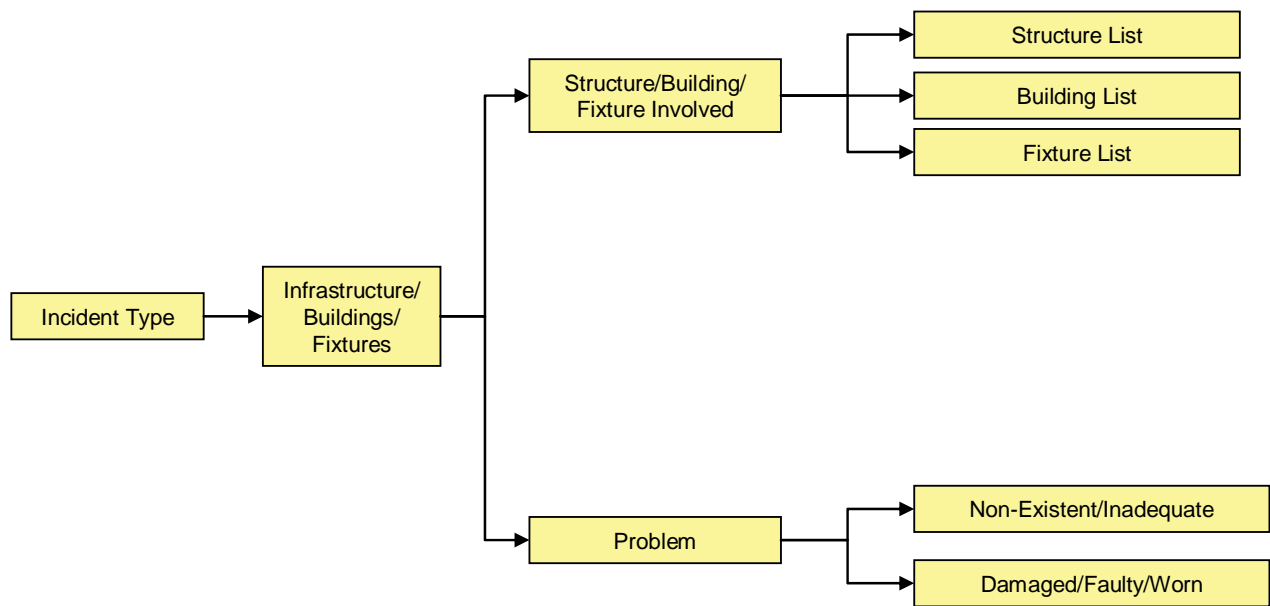 Incident Type
Infrastructure/
Buildings/
Fixtures
Structure/Building/
Fixture Involved
Structure List
Building List
Fixture List
Problem
Non-Existent/Inadequate
Damaged/Faulty/Worn